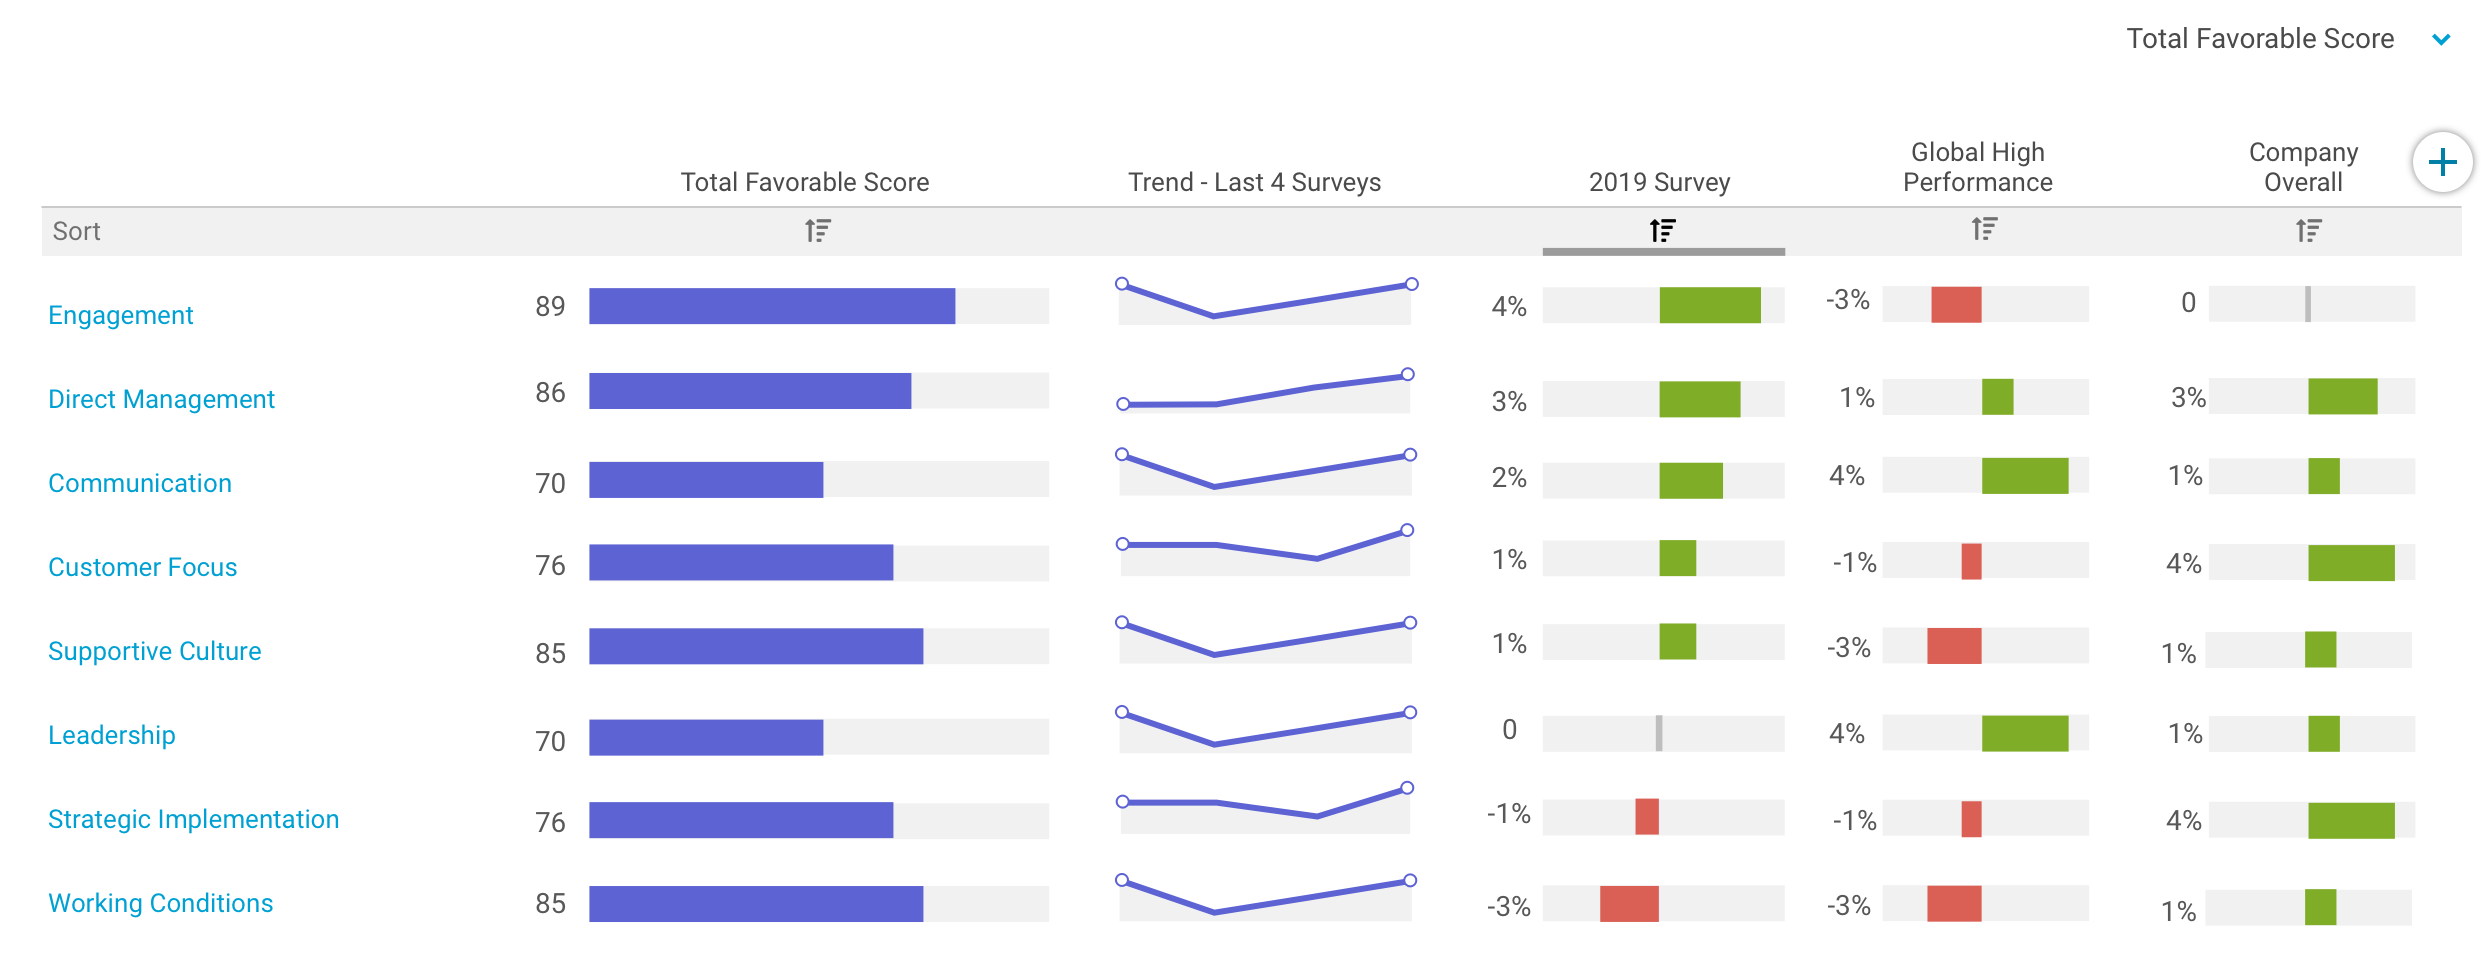 Total Favorable Score
Total Favorable Score
Trend - Last 4 Surveys
2019 Survey
Global High
Performance
Company
Overall
Sort
Engagement 89 4% -3% 0
Direct Management 86 3% 1% 3%
Communication 70 2% 4% 1%
Customer Focus 76 1% -1% 4%
Supportive Culture 85 1% -3% 1%
Leadership 70 0 4% 1%
Strategic Implementation 76 -1% -1% 4%
Working Conditions 85 -3% -3% 1%